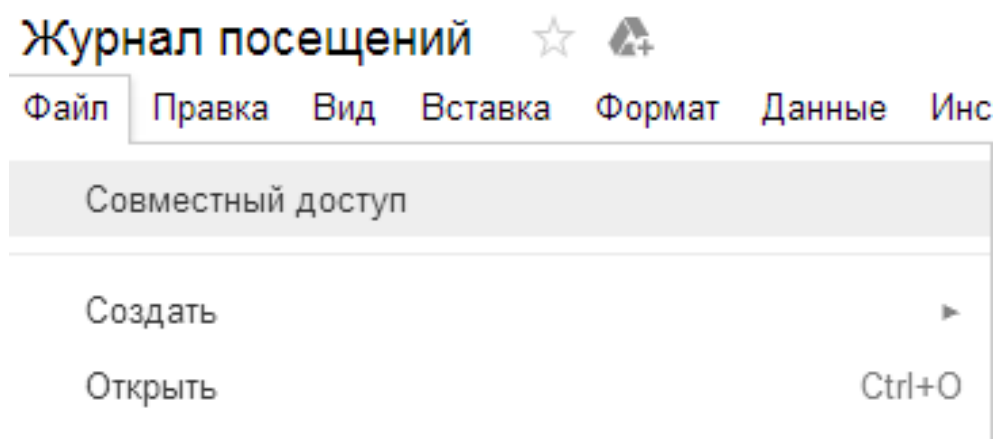 Журнал посещений
Файл Правка Вид Вставка Формат Данные Инс
Совместный доступ
Создать
Открыть Ctrl+O